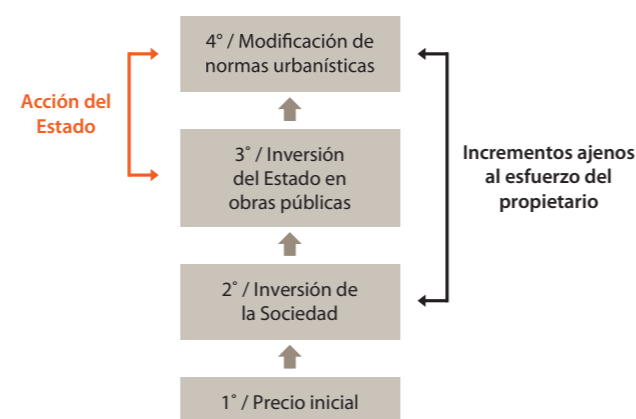 4° / Modificación de
normas urbanísticas
Acción del
Estado
3° / Inversión
del Estado en
obras públicas
Incrementos ajenos
al esfuerzo del
propietario
2° / Inversión de
la Sociedad
1° / Precio inicial